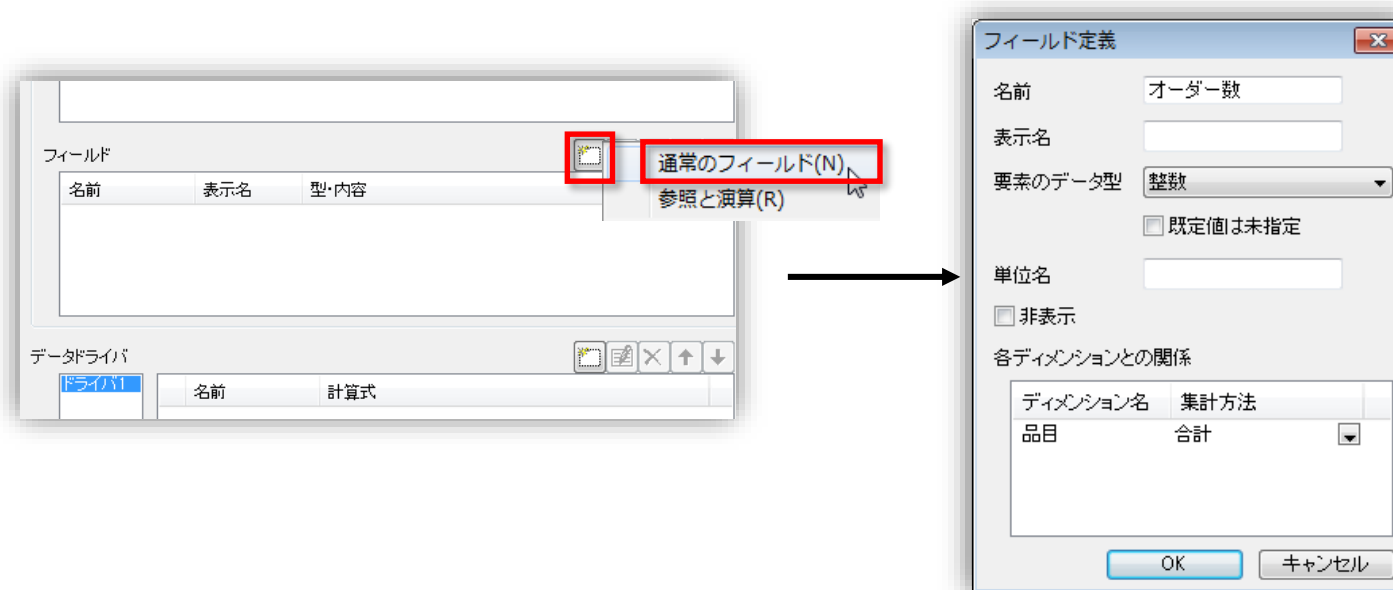 フィールド
名前 表示名 型・内容
通常のフィールド(N)
参照と演算(R)
データドライバ
ドライバ1
名前 計算式
フィールド定義
名前 オーダー数
表示名
要素のデータ型 整数
既定値は未指定
単位名
非表示
各ディメンションとの関係
ディメンション名 集計方法
品目 合計
OK キャンセル